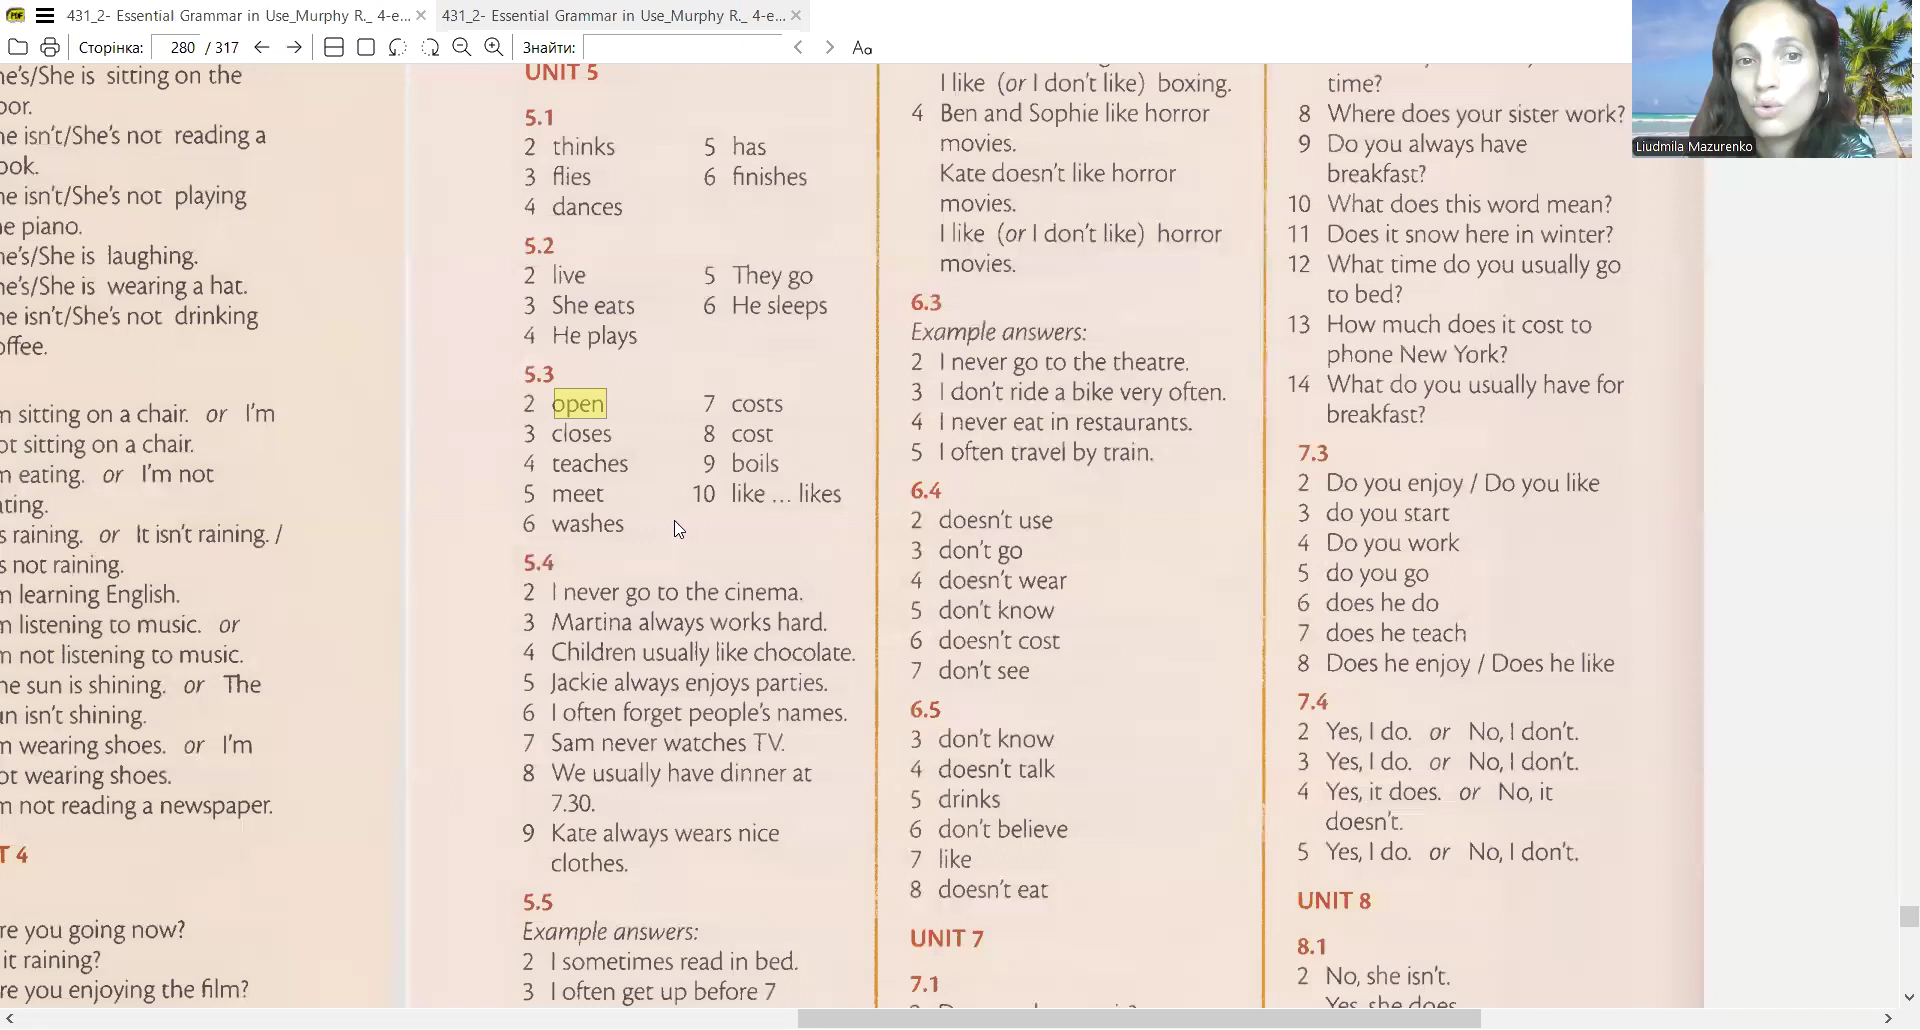 431_2- Essential Grammar in Use_Murphy R._ 4-e...
431_2- Essential Grammar in Use_Murphy R._ 4-e...
Сторінка: 280 / 317
Знайти:
Aa
Liudmila Mazurenko
he's/She is sitting on the
oor.
he isn't/She's not reading a
ook.
he isn't/She's not playing
he piano.
he's/She is laughing.
he's/She is wearing a hat.
he isn't/She's not drinking
offee.
m sitting on a chair. or I'm
ot sitting on a chair.
m eating. or I'm not
ating.
s raining. or It isn't raining. /
s not raining.
m learning English.
m listening to music. or
m not listening to music.
he sun is shining. or The
un isn't shining.
m wearing shoes. or I'm
ot wearing shoes.
m not reading a newspaper.
T 4
re you going now?
it raining?
re you enjoying the film?
UNIT 5
5.1
2 thinks 5 has
3 flies 6 finishes
4 dances
5.2
2 live 5 They go
3 She eats 6 He sleeps
4 He plays
5.3
2 open 7 costs
3 closes 8 cost
4 teaches 9 boils
5 meet 10 like ... likes
6 washes
5.4
2 I never go to the cinema.
3 Martina always works hard.
4 Children usually like chocolate.
5 Jackie always enjoys parties.
6 I often forget people's names.
7 Sam never watches TV.
8 We usually have dinner at
7.30.
9 Kate always wears nice
clothes.
5.5
Example answers:
2 I sometimes read in bed.
3 I often get up before 7
I like (or I don't like) boxing.
4 Ben and Sophie like horror
movies.
Kate doesn't like horror
movies.
I like (or I don't like) horror
movies.
6.3
Example answers:
2 I never go to the theatre.
3 I don't ride a bike very often.
4 I never eat in restaurants.
5 I often travel by train.
6.4
2 doesn't use
3 don't go
4 doesn't wear
5 don't know
6 doesn't cost
7 don't see
6.5
3 don't know
4 doesn't talk
5 drinks
6 don't believe
7 like
8 doesn't eat
UNIT 7
7.1
time?
8 Where does your sister work?
9 Do you always have
breakfast?
10 What does this word mean?
11 Does it snow here in winter?
12 What time do you usually go
to bed?
13 How much does it cost to
phone New York?
14 What do you usually have for
breakfast?
7.3
2 Do you enjoy / Do you like
3 do you start
4 Do you work
5 do you go
6 does he do
7 does he teach
8 Does he enjoy / Does he like
7.4
2 Yes, I do. or No, I don't.
3 Yes, I do. or No, I don't.
4 Yes, it does. or No, it
doesn't.
5 Yes, I do. or No, I don't.
UNIT 8
8.1
2 No, she isn't.
Yes, she does